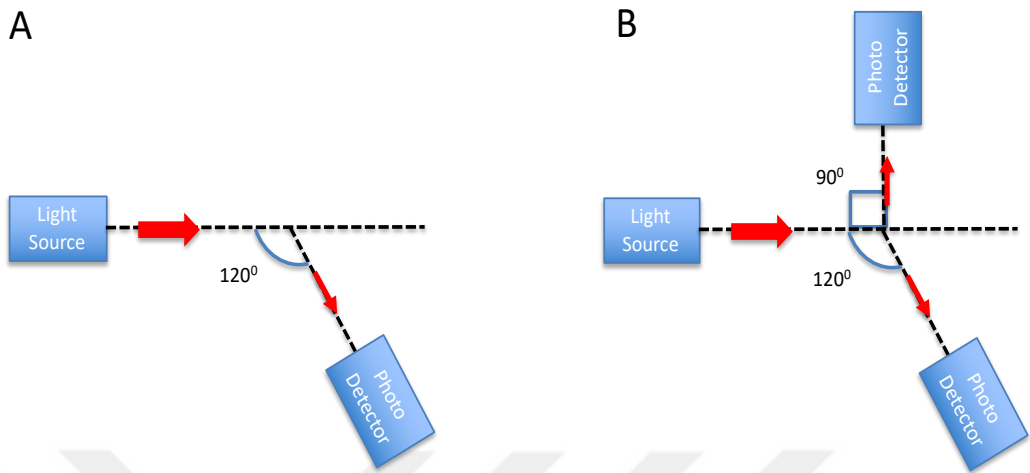 A
Light
Source
120⁰
Photo
Detector
B
Photo
Detector
90⁰
Light
Source
120⁰
Photo
Detector